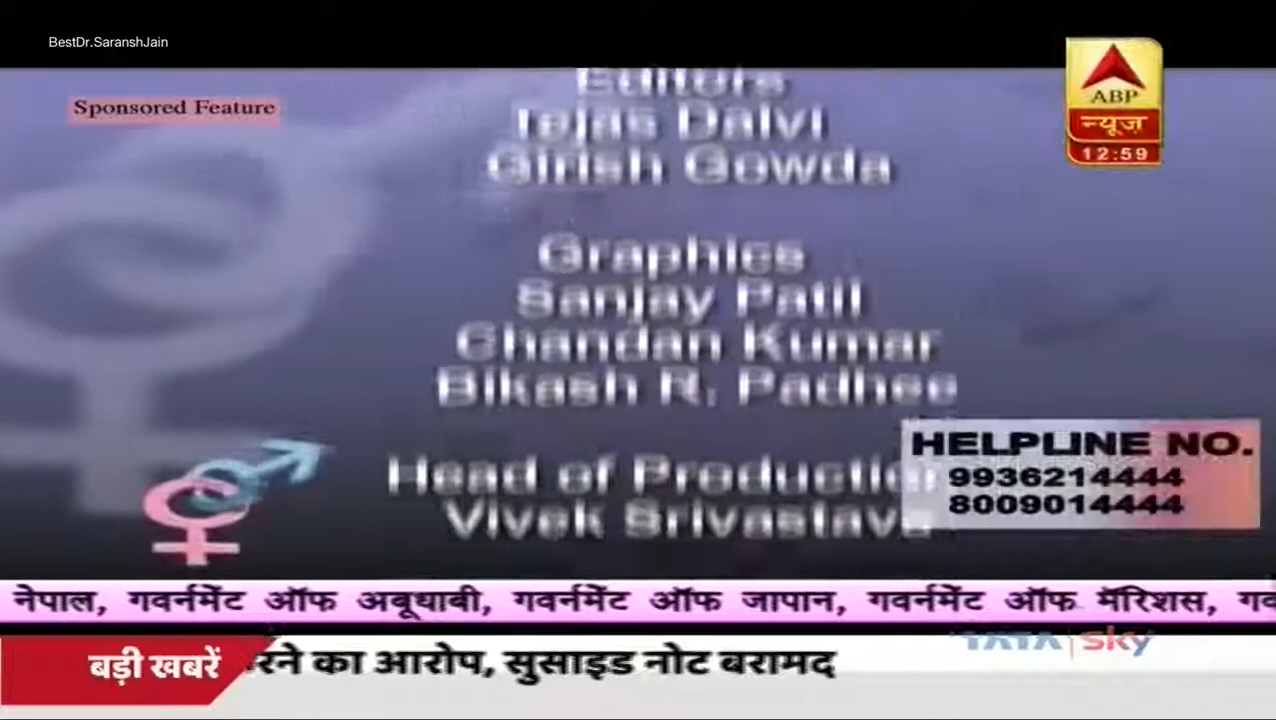 BestDr.SaranshJain
Sponsored Feature
ABP
न्यूज़
12:59
Editors
Tejas Dalvi
Girish Gowda
Graphics
Sanjay Patil
Chandan Kumar
Bikash R. Padhee
Head of Production
Vivek Srivastava
HELPLINE NO.
9936214444
8009014444
नेपाल, गवर्नमेंट ऑफ अबूधाबी, गवर्नमेंट ऑफ जापान, गवर्नमेंट ऑफ मॅारिशस,
TATA sky
बड़ी खबरें रने का आरोप, सुसाइड नोट बरामद